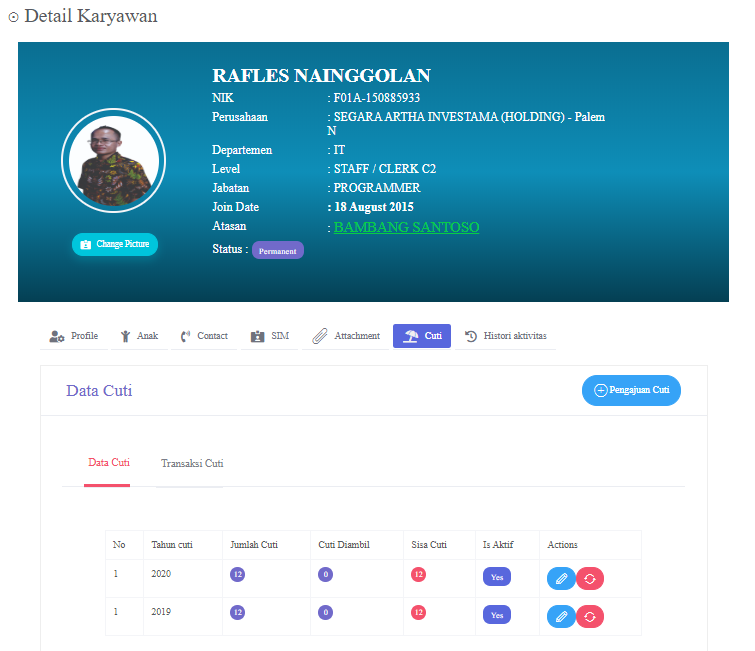 Detail Karyawan
RAFLES NAINGGOLAN
NIK : F01A-150885933
Perusahaan : SEGARA ARTHA INVESTAMA (HOLDING) - Palem
N
Departemen : IT
Level : STAFF / CLERK C2
Jabatan : PROGRAMMER
Join Date : 18 August 2015
Atasan : BAMBANG SANTOSO
Status : Permanent
Change Picture
Profile Anak Contact SIM Attachment Cuti Histori aktivitas
Data Cuti Pengajuan Cuti
Data Cuti Transaksi Cuti
No Tahun cuti Jumlah Cuti Cuti Diambil Sisa Cuti Is Aktif Actions
1 2020 12 0 12 Yes
1 2019 12 0 12 Yes